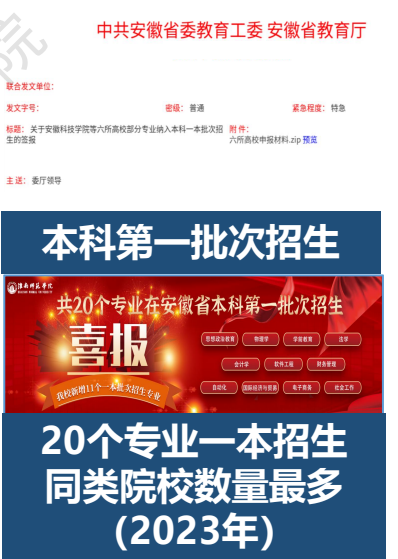 院
中共安徽省委教育工委 安徽省教育厅
联合发文单位：
发文字号： 密级： 普通 紧急程度： 特急
标题： 关于安徽科技学院等六所高校部分专业纳入本科一本批次招生的签报
附件：
六所高校申报材料.zip 预览
主送： 委厅领导
本科第一批次招生
淮南师范学院
共20个专业在安徽省本科第一批次招生
喜报
我校新增11个一本批次招生专业
思想政治教育 物理学 学前教育 法学
会计学 软件工程 财务管理
自动化 国际经济与贸易 电子商务 社会工作
20个专业一本招生
同类院校数量最多
(2023年)